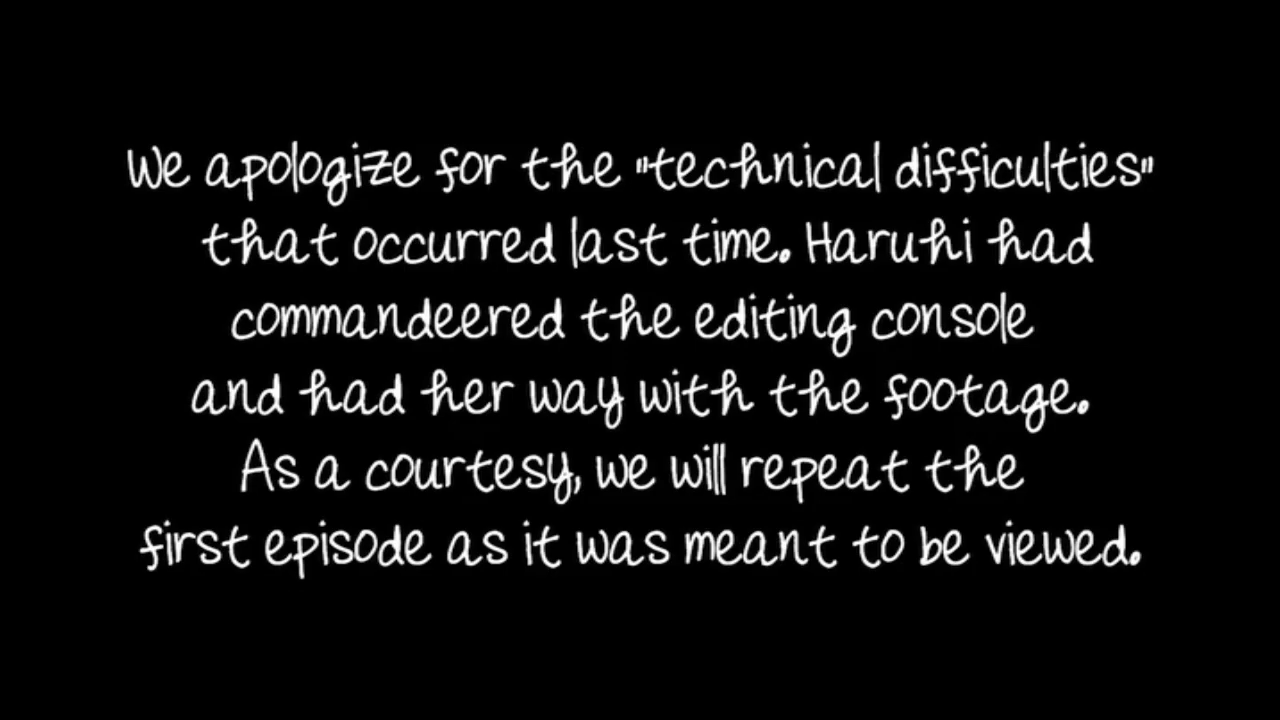 We apologize for the "technical difficulties"
that occurred last time. Haruhi had
commandeered the editing console
and had her way with the footage.
As a courtesy, we will repeat the
first episode as it was meant to be viewed.